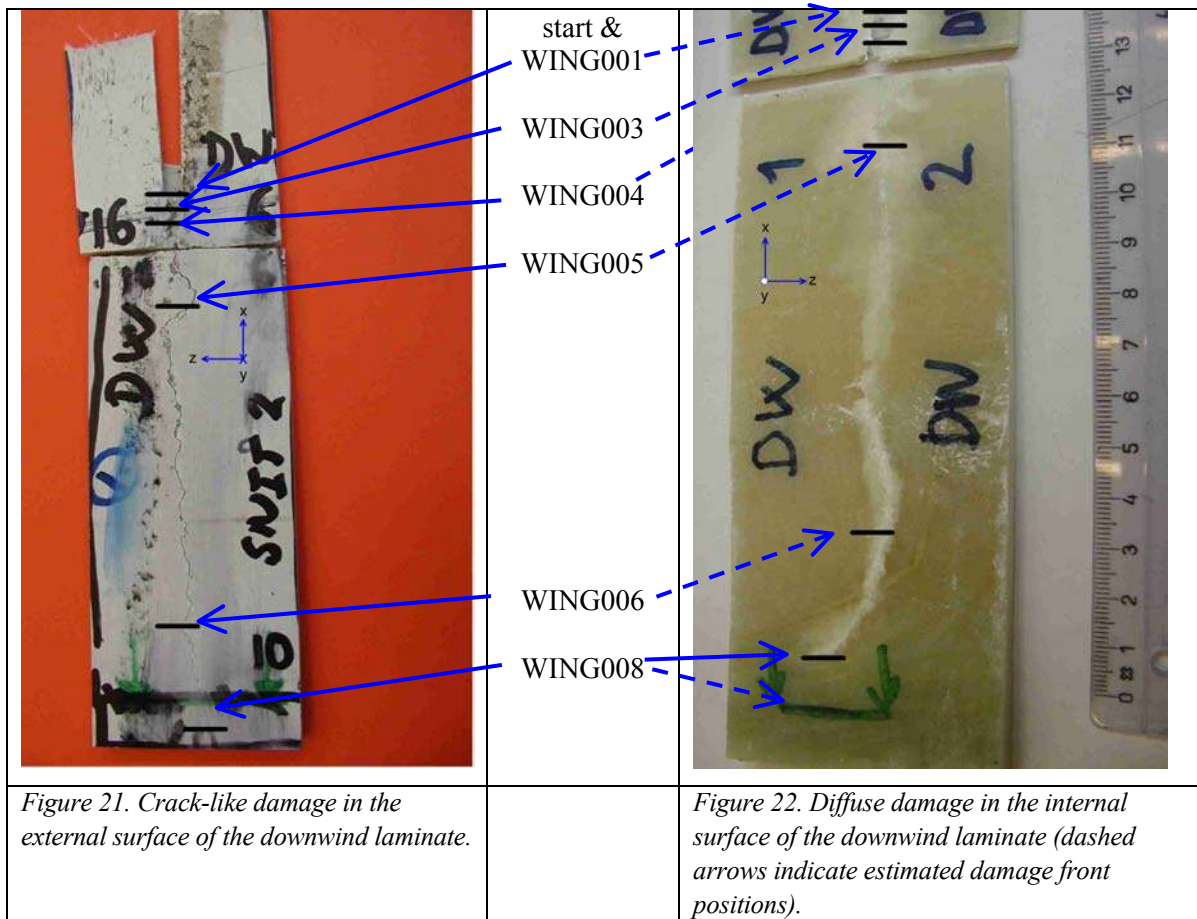 start &
WING001
WING003
WING004
WING005
WING006
WING008
DW
6
16
DW
x
z
y
1
SNIT 2
10
DW
DW
1
2
x
z
y
DW
DW
13
12
11
10
9
8
7
6
5
4
3
2
1
0
Figure 21. Crack-like damage in the
external surface of the downwind laminate.
Figure 22. Diffuse damage in the internal
surface of the downwind laminate (dashed
arrows indicate estimated damage front
positions).